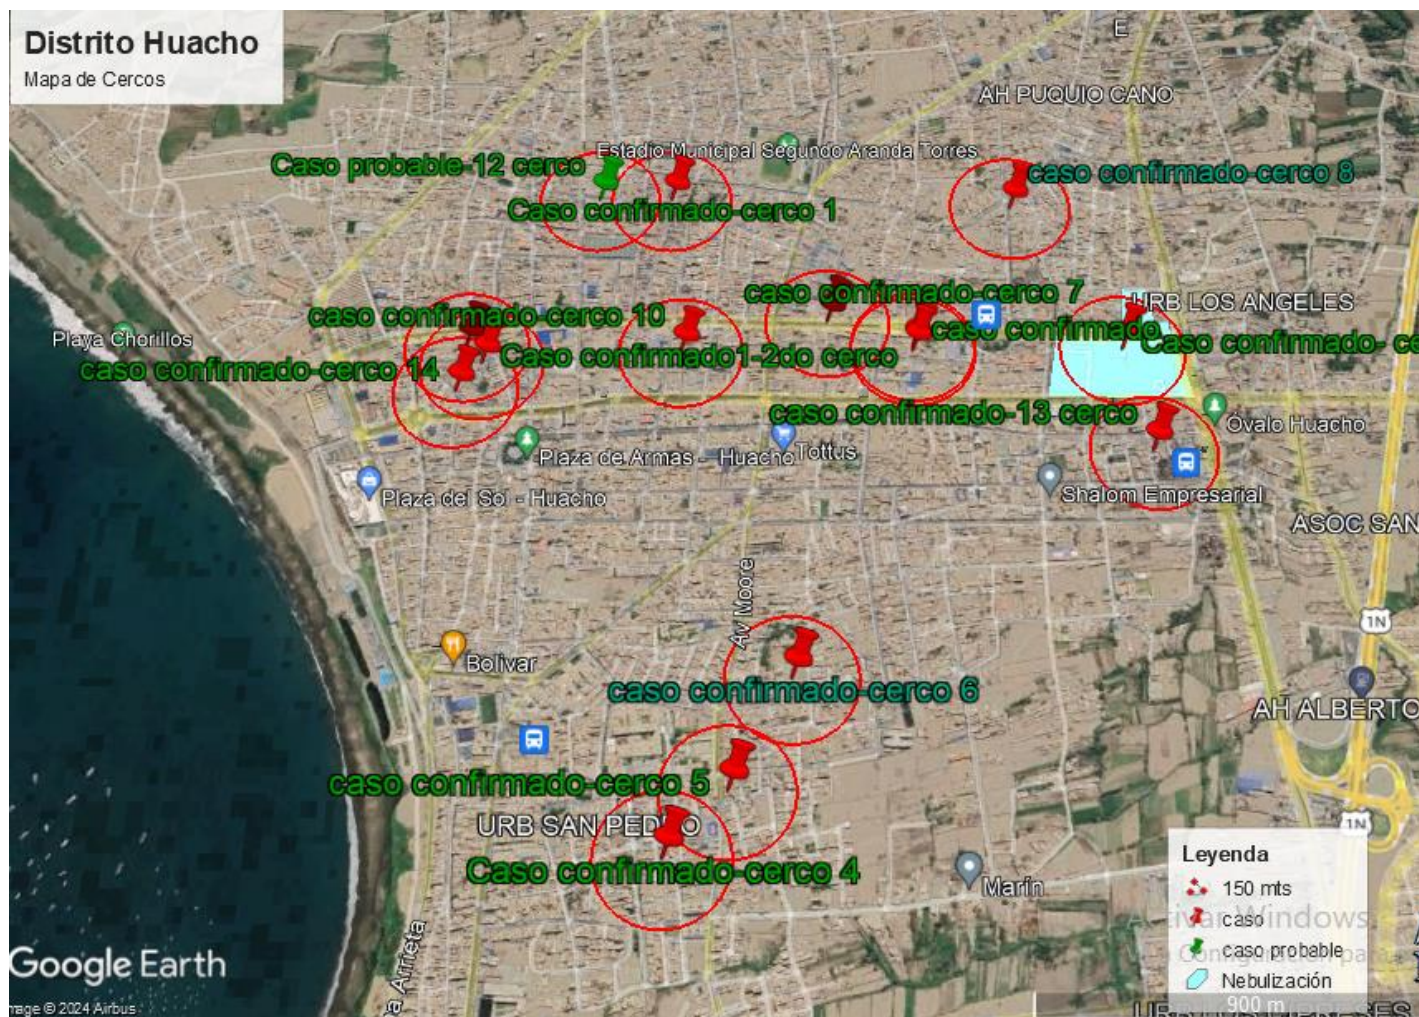 Distrito Huacho
Mapa de Cercos
E
AH PUQUIO CANO
Estadio Municipal Segundo Aranda Torres
Caso probable-12 cerco
caso confirmado-cerco 8
Caso confirmado-cerco 1
caso confirmado-cerco 7
URB LOS ANGELES
caso confirmado-cerco 10
caso confirmado
Playa Chorillos
Caso confirmado- ce
Caso confirmado1-2do cerco
caso confirmado-cerco 14
caso confirmado-13 cerco
Óvalo Huacho
Plaza de Armas - Huacho
Tottus
Plaza del Sol - Huacho
Shalom Empresarial
ASOC SAN
Av Moore
1N
Bolivar
caso confirmado-cerco 6
AH ALBERTO
caso confirmado-cerco 5
URB SAN PEDRO
1N
Caso confirmado-cerco 4
Marín
Leyenda
150 mts
caso
caso probable
Nebulización
900 m
Google Earth
mage © 2024 Airbus